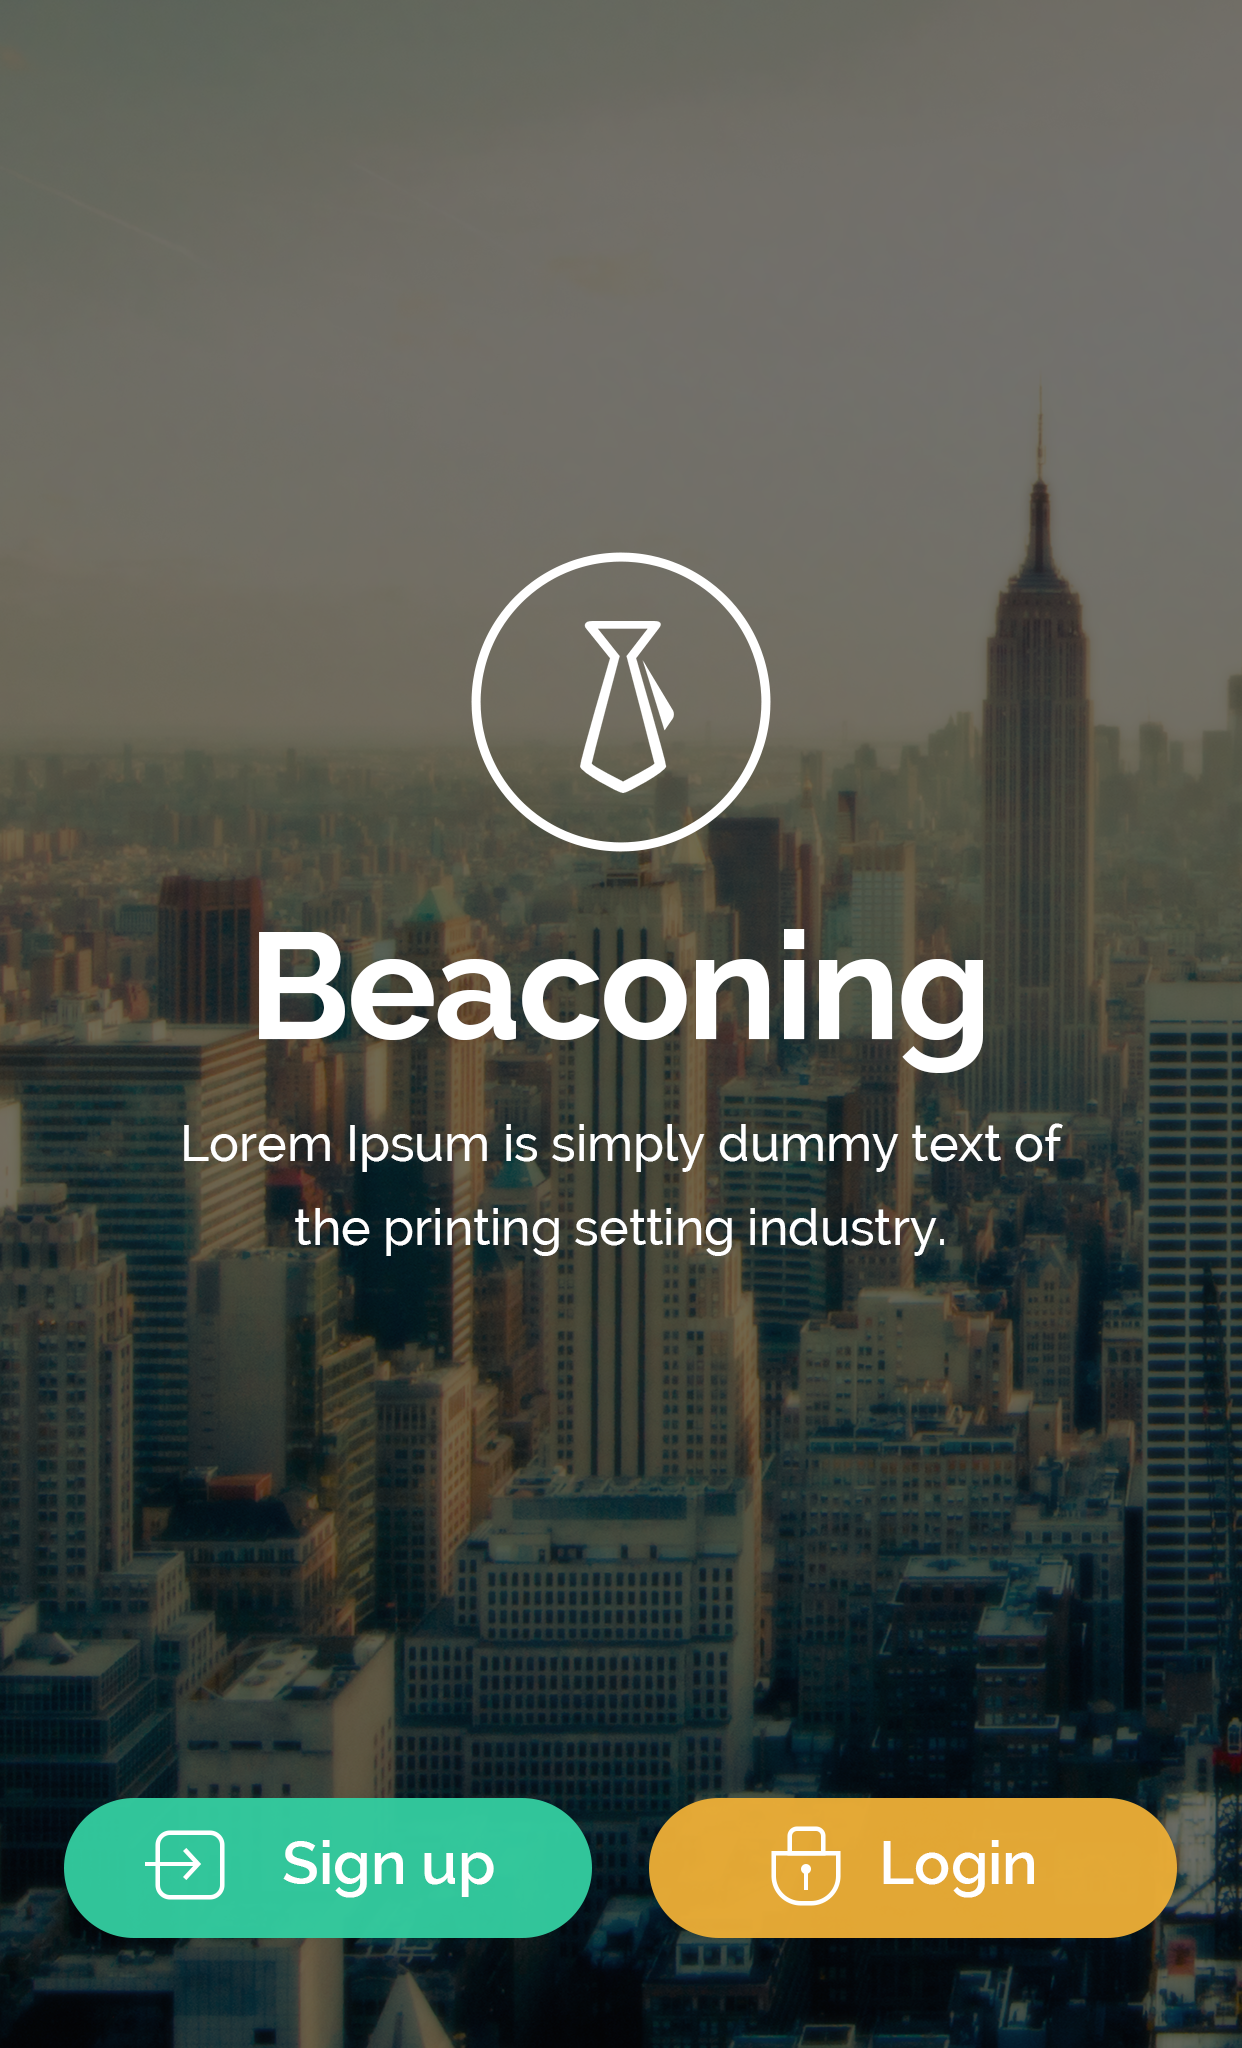 Beaconing
Lorem Ipsum is simply dummy text of
the printing setting industry.
Sign up
Login